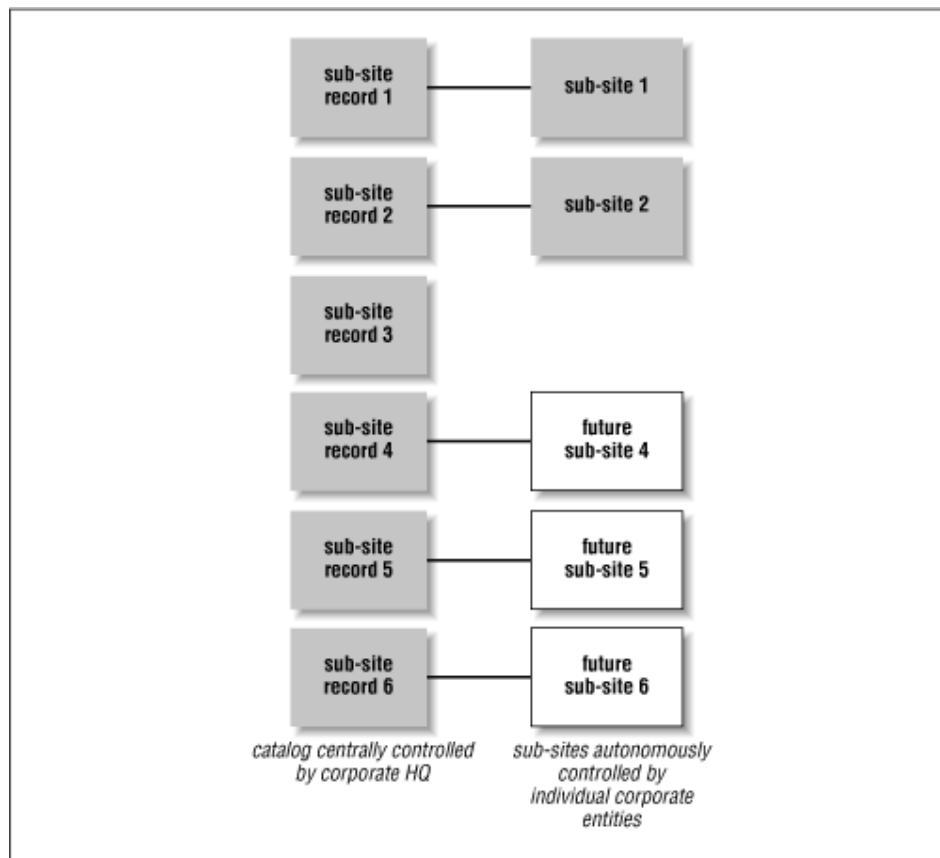 sub-site
record 1
sub-site 1
sub-site
record 2
sub-site 2
sub-site
record 3
sub-site
record 4
future
sub-site 4
sub-site
record 5
future
sub-site 5
sub-site
record 6
future
sub-site 6
catalog centrally controlled
by corporate HQ
sub-sites autonomously
controlled by
individual corporate
entities